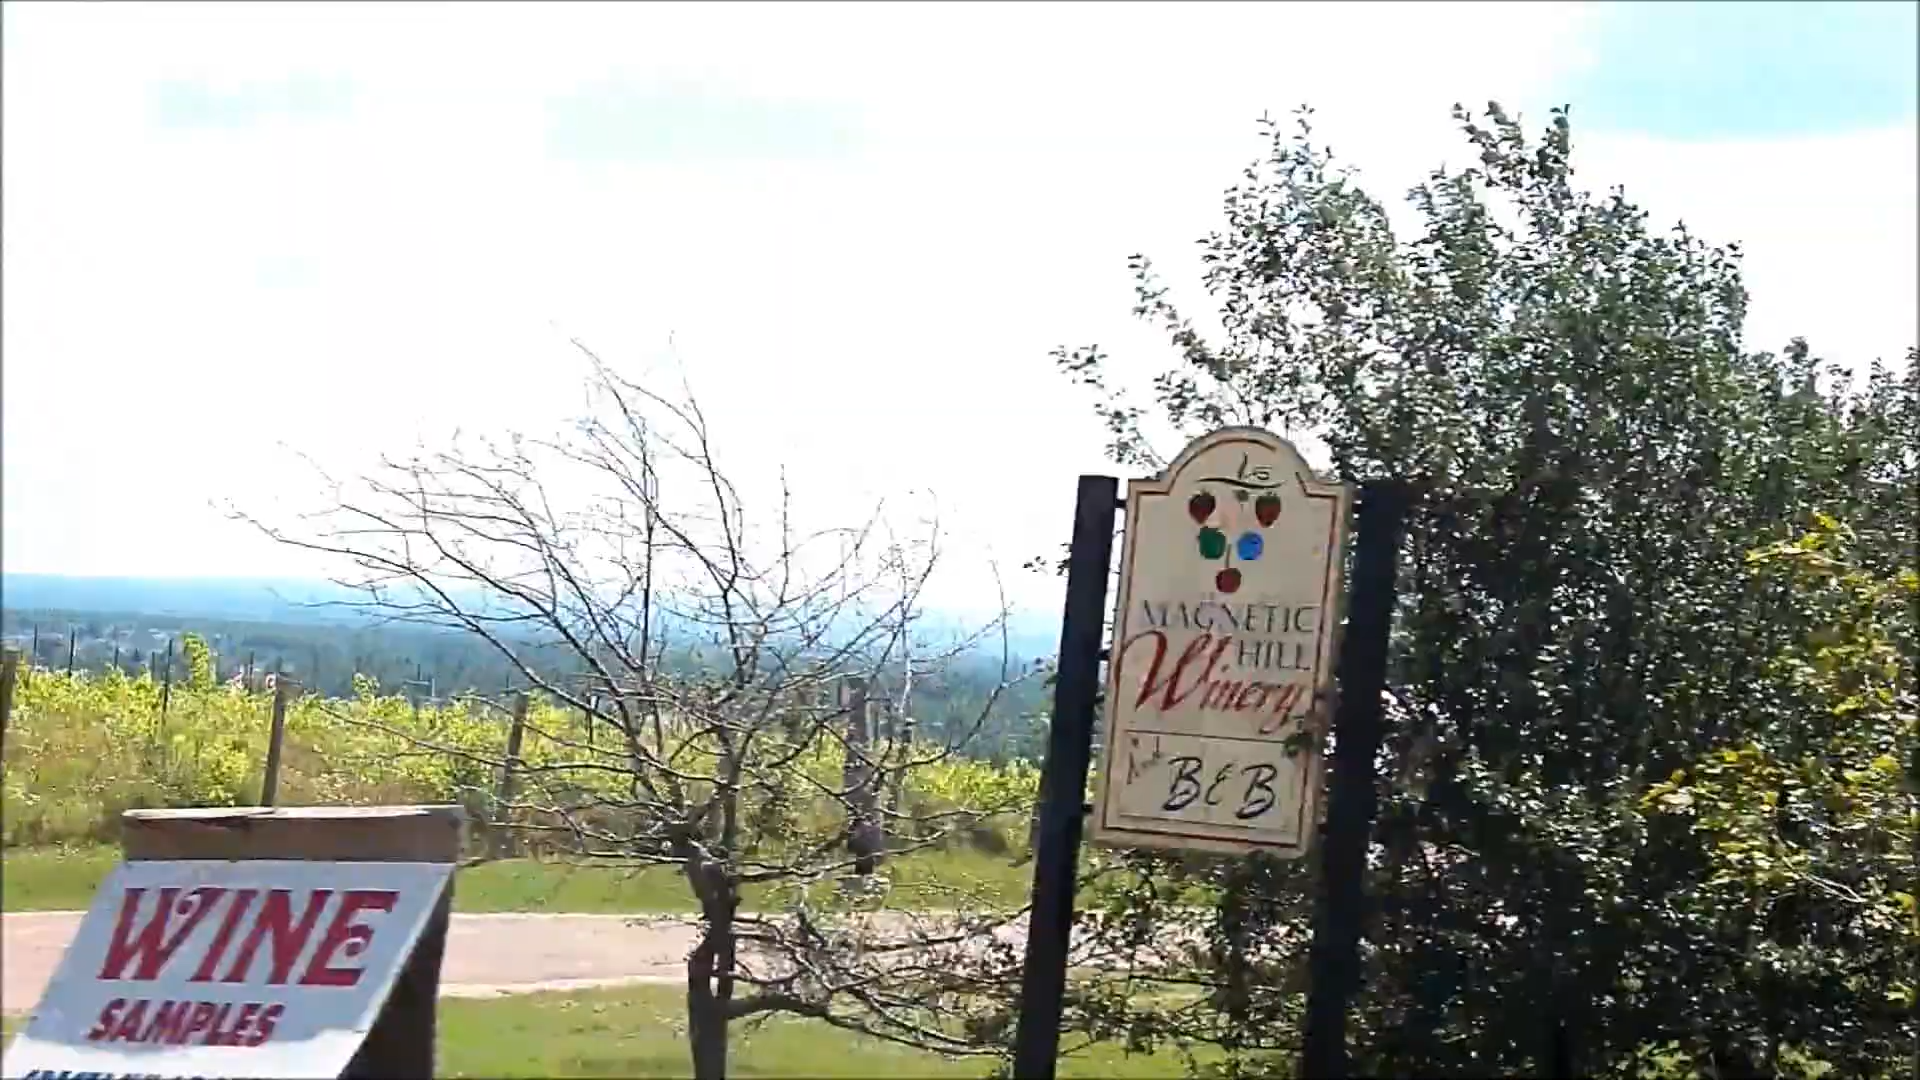 MAGNETIC
HILL
Winery
B & B
WINE
SAMPLES